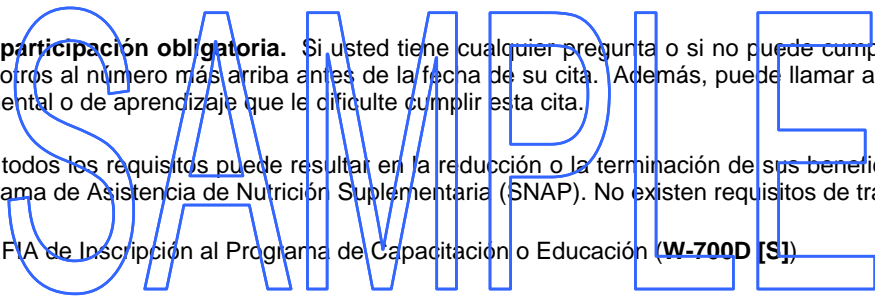 participación obligatoria. Si usted tiene cualquier pregunta o si no puede cump
otros al número más arriba antes de la fecha de su cita. Además, puede llamar a
ental o de aprendizaje que le dificulte cumplir esta cita.
todos los requisitos puede resultar en la reducción o la terminación de sus benefic
ama de Asistencia de Nutrición Suplementaria (SNAP). No existen requisitos de tra
FIA de Inscripción al Programa de Capacitación o Educación (W-700D [S])
SAMPLE